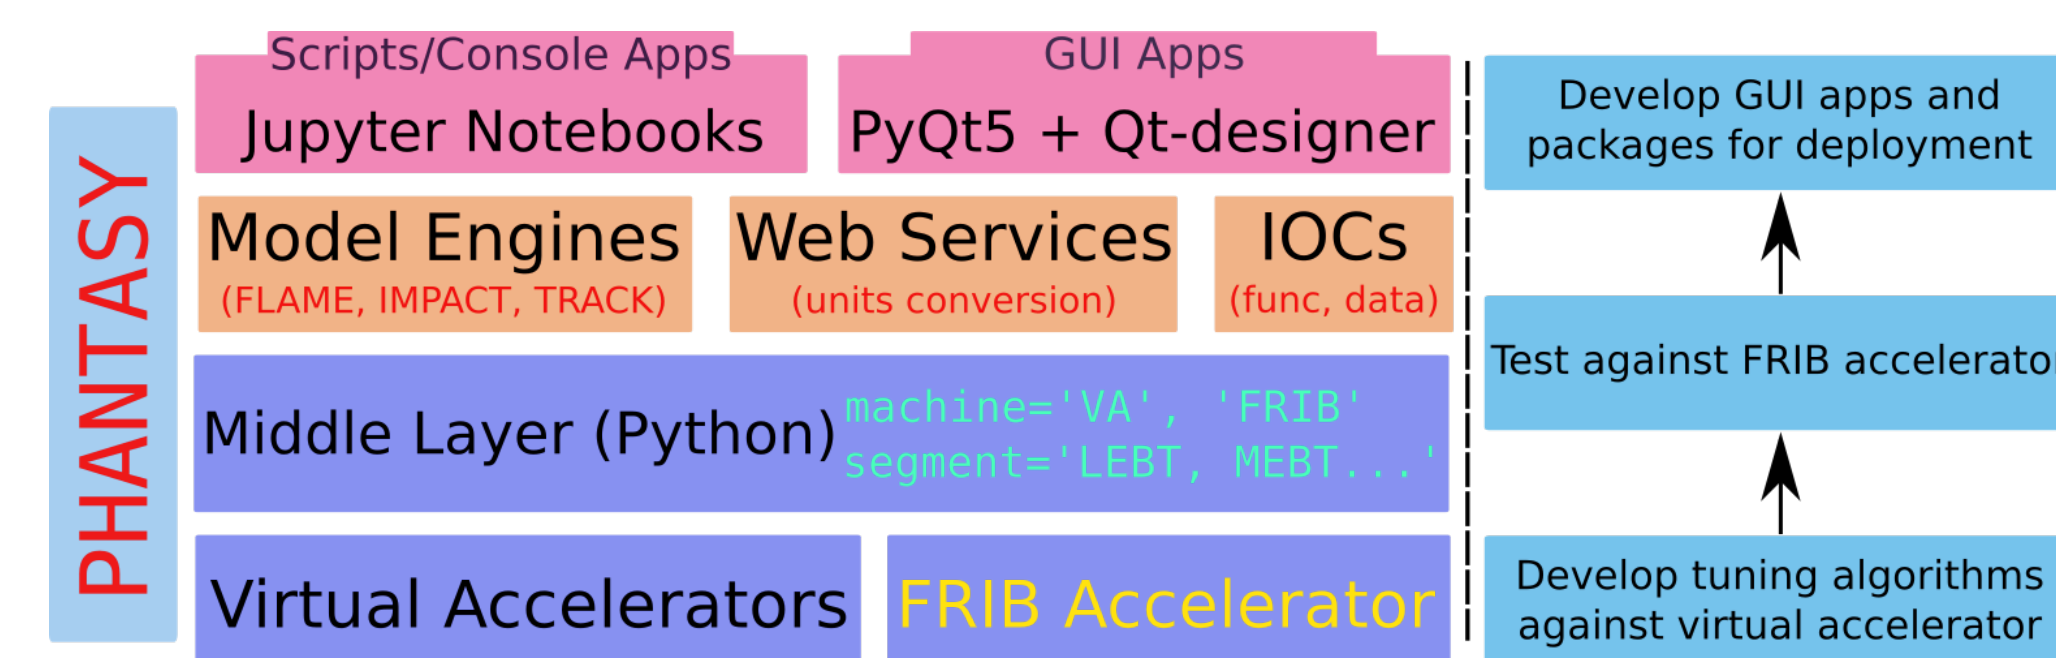 PHANTASY
Scripts/Console Apps
Jupyter Notebooks
GUI Apps
PyQt5 + Qt-designer
Model Engines
(FLAME, IMPACT, TRACK)
Web Services
(units conversion)
IOCs
(func, data)
Middle Layer (Python)
machine='VA', 'FRIB'
segment='LEBT, MEBT...'
Virtual Accelerators
FRIB Accelerator
Develop GUI apps and
packages for deployment
Test against FRIB accelerator
Develop tuning algorithms
against virtual accelerator